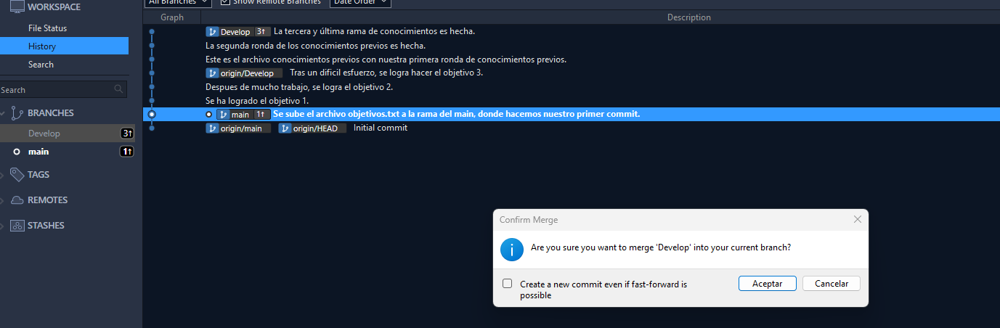 WORKSPACE
File Status
History
Search
Search
BRANCHES
Develop 3↑
main 1↑
TAGS
REMOTES
STASHES
All Branches Show Remote Branches Date Order
Graph Description
Develop 3↑ La tercera y última rama de conocimientos es hecha.
La segunda ronda de los conocimientos previos es hecha.
Este es el archivo conocimientos previos con nuestra primera ronda de conocimientos previos.
origin/Develop Tras un dificil esfuerzo, se logra hacer el objetivo 3.
Despues de mucho trabajo, se logra el objetivo 2.
Se ha logrado el objetivo 1.
main 1↑ Se sube el archivo objetivos.txt a la rama del main, donde hacemos nuestro primer commit.
origin/main origin/HEAD Initial commit
Confirm Merge
Are you sure you want to merge 'Develop' into your current branch?
Create a new commit even if fast-forward is
possible
Aceptar Cancelar